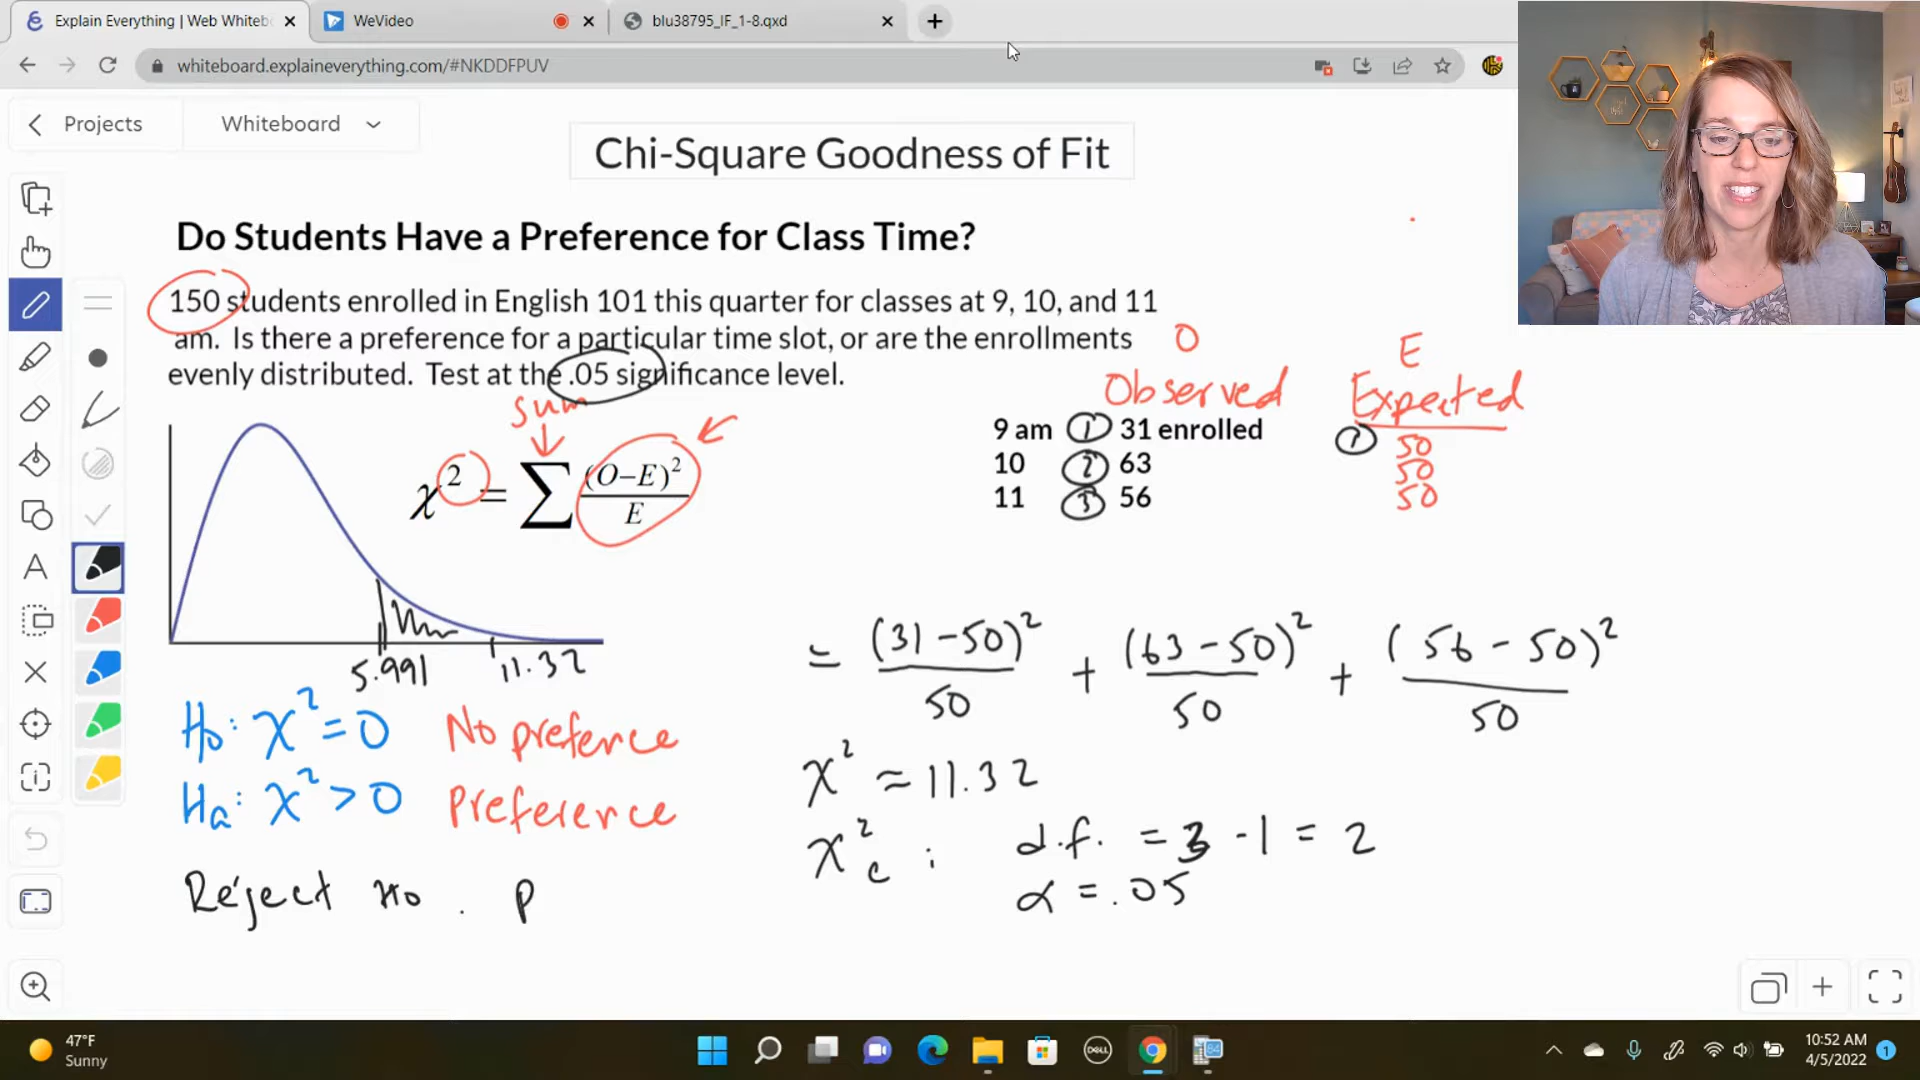 Explain Everything | Web Whiteb
WeVideo
blu38795_IF_1-8.qxd
whiteboard.explaineverything.com/#NKDDFPUV
Projects
Whiteboard
Chi-Square Goodness of Fit
Do Students Have a Preference for Class Time?
150 students enrolled in English 101 this quarter for classes at 9, 10, and 11
am. Is there a preference for a particular time slot, or are the enrollments
evenly distributed. Test at the .05 significance level.
sum
χ² = ∑ (O−E)² / E
O
Observed
E
Expected
9 am ① 31 enrolled
10 ② 63
11 ③ 56
① 50
50
50
5.991
11.32
= (31 - 50)² / 50 + (63 - 50)² / 50 + (56 - 50)² / 50
Ho: χ² = 0 No prefence
Ha: χ² > 0 Preference
χ² ≈ 11.32
χ²c : d.f. = 3 - 1 = 2
α = .05
Reject Ho . P
A
47°F
Sunny
DELL
10:52 AM
4/5/2022
1